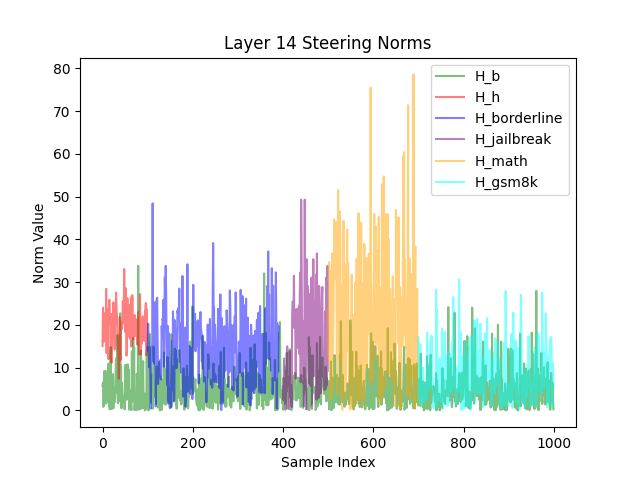 Layer 14 Steering Norms
80
70
60
50
40
30
20
10
0
Norm Value
H_b
H_h
H_borderline
H_jailbreak
H_math
H_gsm8k
0 200 400 600 800 1000
Sample Index